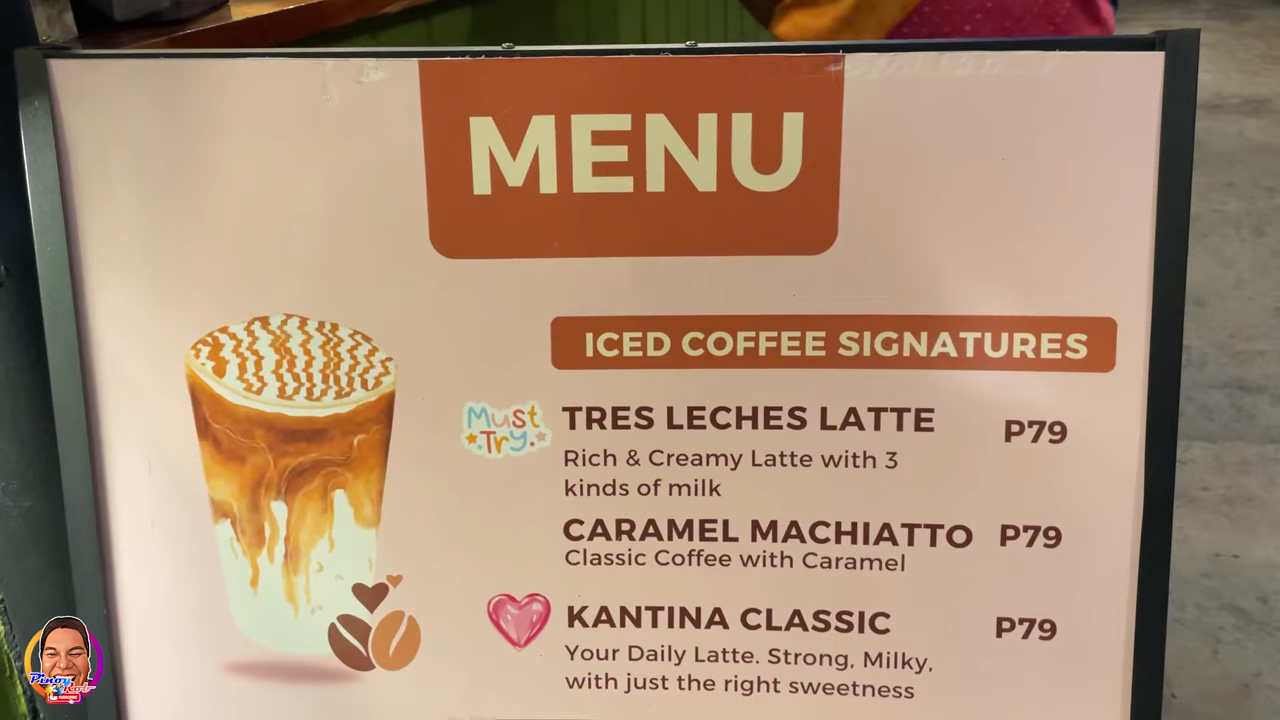 MENU
ICED COFFEE SIGNATURES
Must Try
TRES LECHES LATTE P79
Rich & Creamy Latte with 3
kinds of milk
CARAMEL MACHIATTO P79
Classic Coffee with Caramel
KANTINA CLASSIC P79
Your Daily Latte. Strong, Milky,
with just the right sweetness
Pinoy